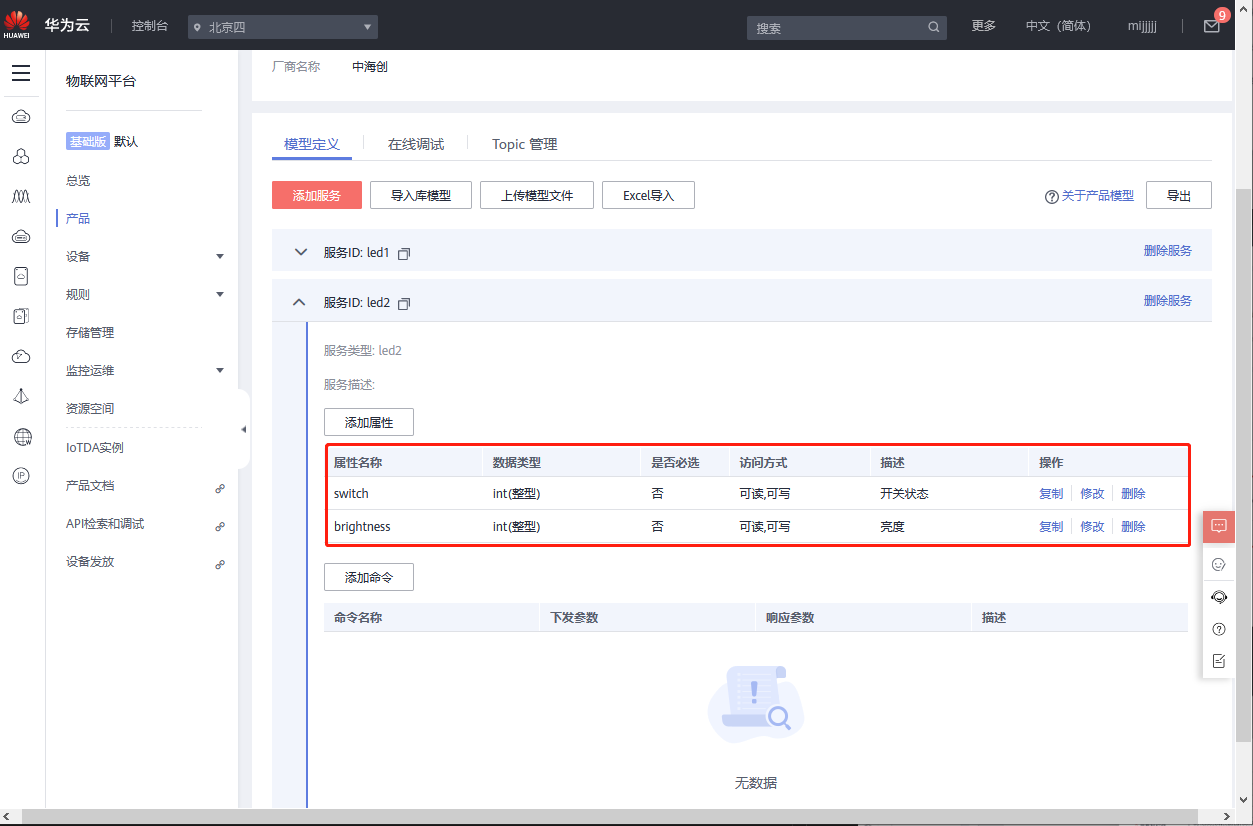 HUAWEI 华为云 控制台 北京四 搜索 更多 中文（简体） mijjjjj 9
物联网平台
基础版 默认
总览
产品
设备
规则
存储管理
监控运维
资源空间
IoTDA实例
产品文档
API检索和调试
设备发放
厂商名称 中海创
模型定义 在线调试 Topic 管理
添加服务 导入库模型 上传模型文件 Excel导入 关于产品模型 导出
服务ID: led1 删除服务
服务ID: led2 删除服务
服务类型: led2
服务描述:
添加属性
属性名称 数据类型 是否必选 访问方式 描述 操作
switch int(整型) 否 可读,可写 开关状态 复制 修改 删除
brightness int(整型) 否 可读,可写 亮度 复制 修改 删除
添加命令
命令名称 下发参数 响应参数 描述
无数据